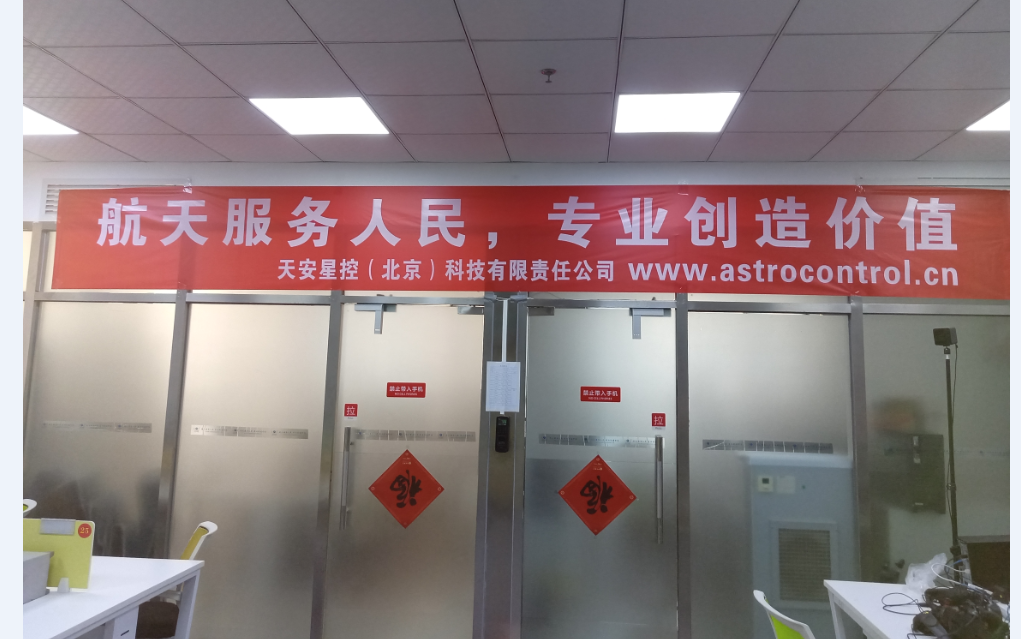 航天服务人民，专业创造价值
天安星控（北京）科技有限责任公司 www.astrocontrol.cn
禁止带入手机
禁止带入手机
拉
拉
福
福